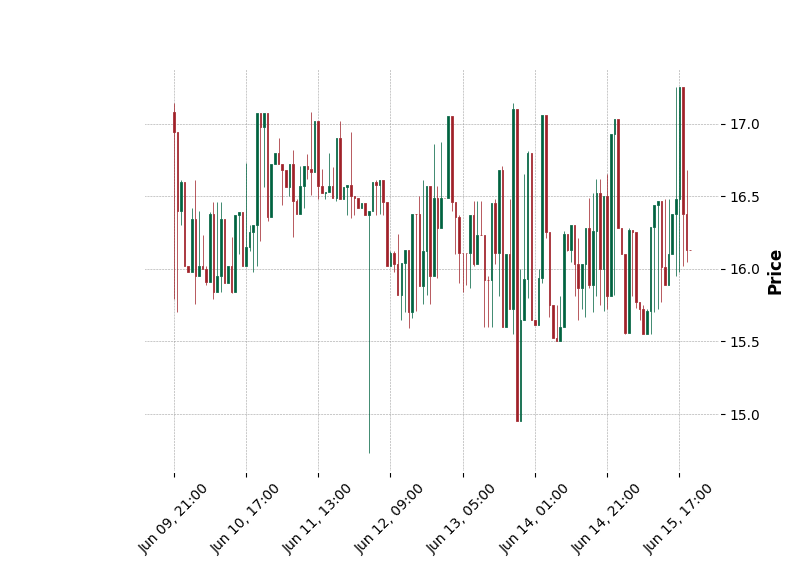 17.0
16.5
16.0
15.5
15.0
Price
Jun 09, 21:00
Jun 10, 17:00
Jun 11, 13:00
Jun 12, 09:00
Jun 13, 05:00
Jun 14, 01:00
Jun 14, 21:00
Jun 15, 17:00